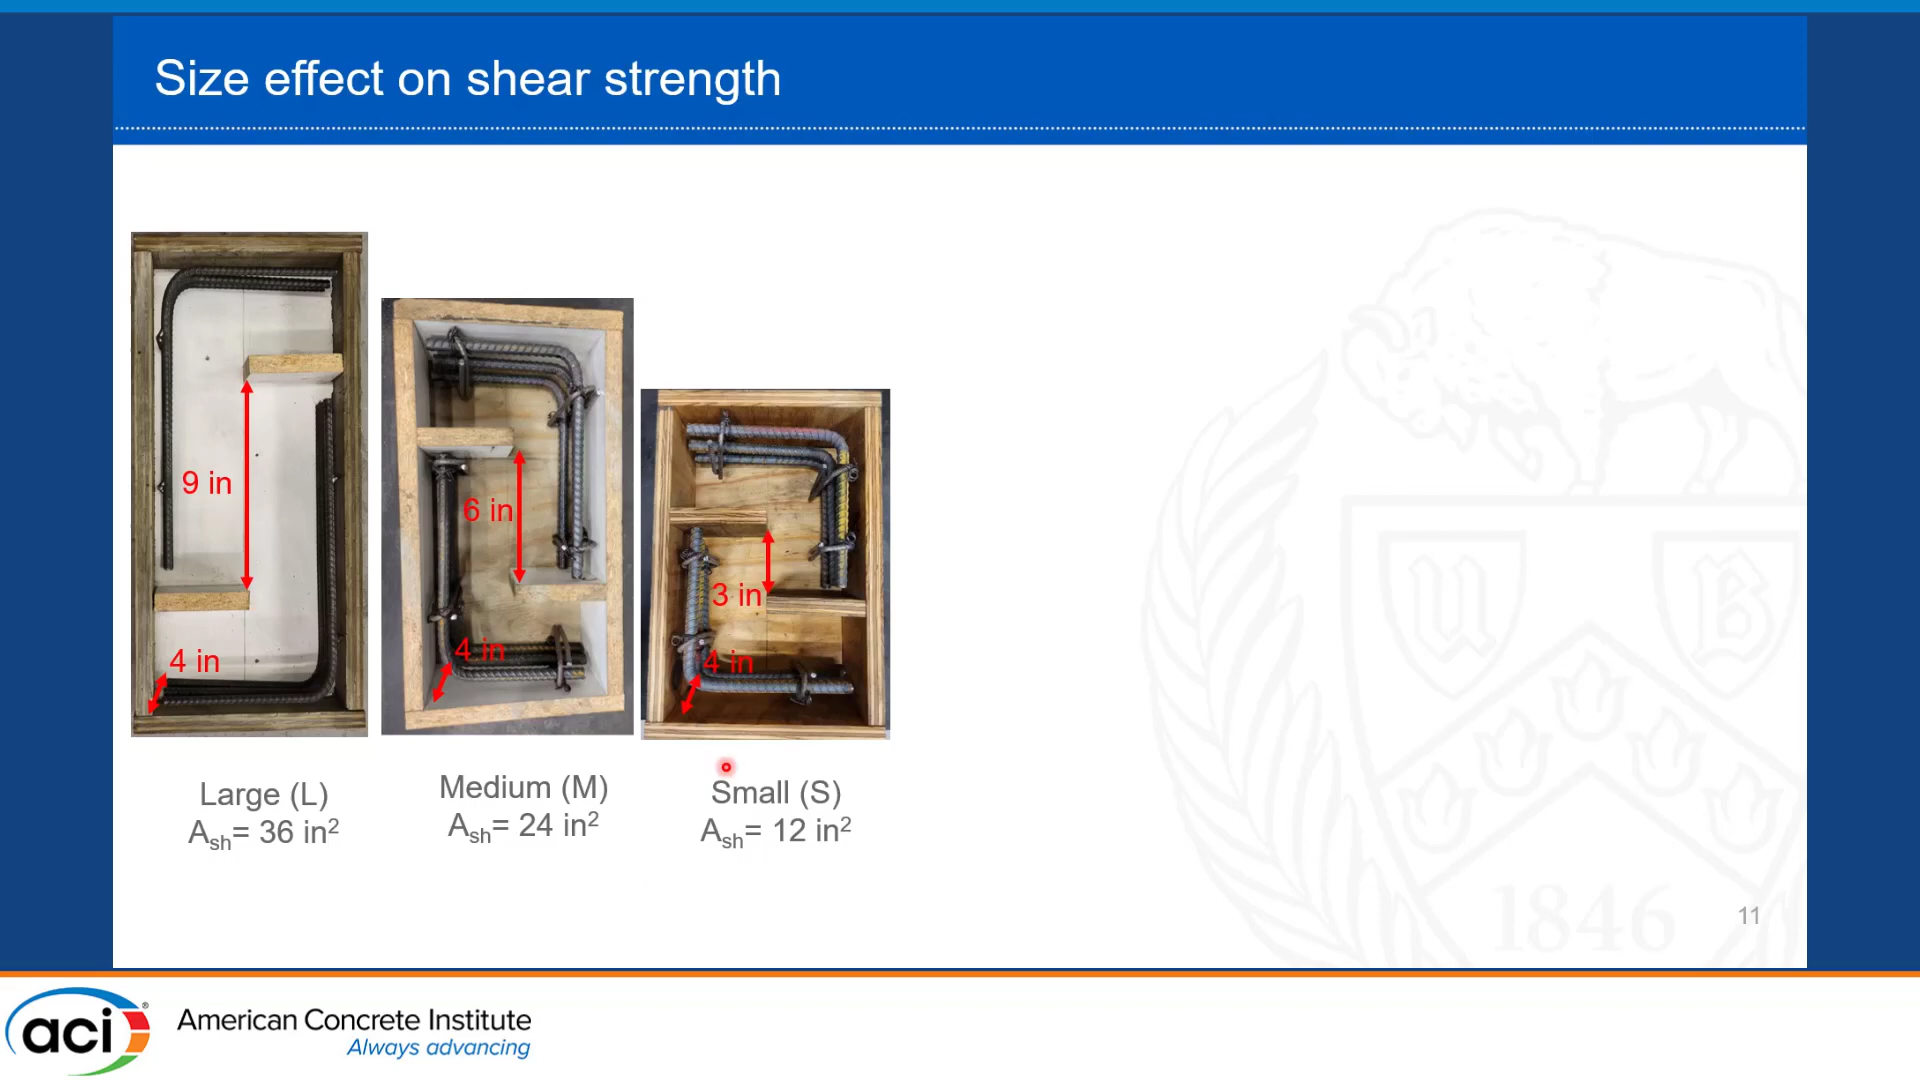 Size effect on shear strength
9 in
4 in
6 in
4 in
3 in
4 in
Large (L)
Ash= 36 in²
Medium (M)
Ash= 24 in²
Small (S)
Ash= 12 in²
U B
1846
11
aci®
American Concrete Institute
Always advancing